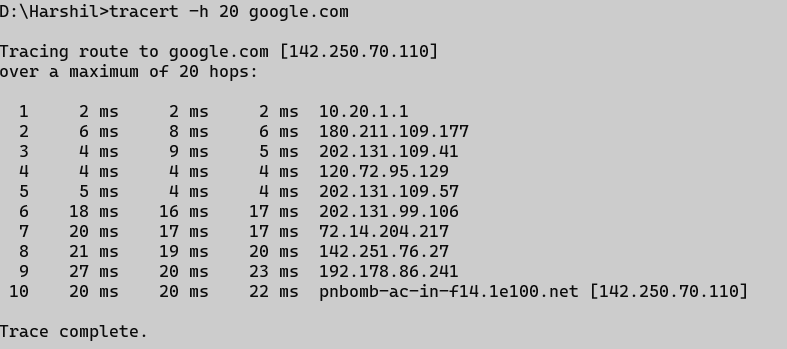 D:\Harshil>tracert -h 20 google.com
Tracing route to google.com [142.250.70.110]
over a maximum of 20 hops:
1 2 ms 2 ms 2 ms 10.20.1.1
2 6 ms 8 ms 6 ms 180.211.109.177
3 4 ms 9 ms 5 ms 202.131.109.41
4 4 ms 4 ms 4 ms 120.72.95.129
5 5 ms 4 ms 4 ms 202.131.109.57
6 18 ms 16 ms 17 ms 202.131.99.106
7 20 ms 17 ms 17 ms 72.14.204.217
8 21 ms 19 ms 20 ms 142.251.76.27
9 27 ms 20 ms 23 ms 192.178.86.241
10 20 ms 20 ms 22 ms pnbomb-ac-in-f14.1e100.net [142.250.70.110]
Trace complete.